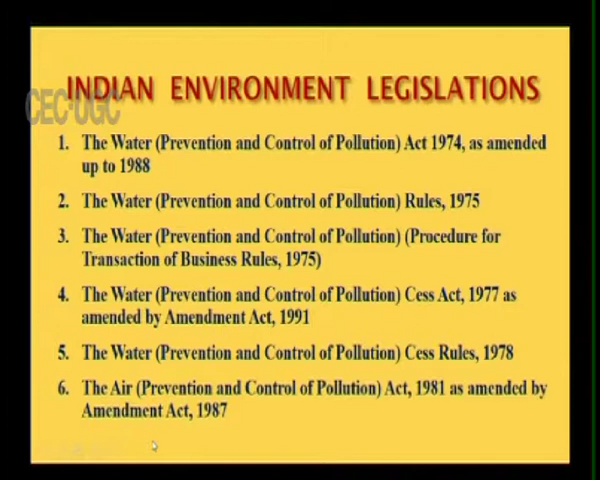 INDIAN ENVIRONMENT LEGISLATIONS
CEC-UGC
1. The Water (Prevention and Control of Pollution) Act 1974, as amended
up to 1988
2. The Water (Prevention and Control of Pollution) Rules, 1975
3. The Water (Prevention and Control of Pollution) (Procedure for
Transaction of Business Rules, 1975)
4. The Water (Prevention and Control of Pollution) Cess Act, 1977 as
amended by Amendment Act, 1991
5. The Water (Prevention and Control of Pollution) Cess Rules, 1978
6. The Air (Prevention and Control of Pollution) Act, 1981 as amended by
Amendment Act, 1987